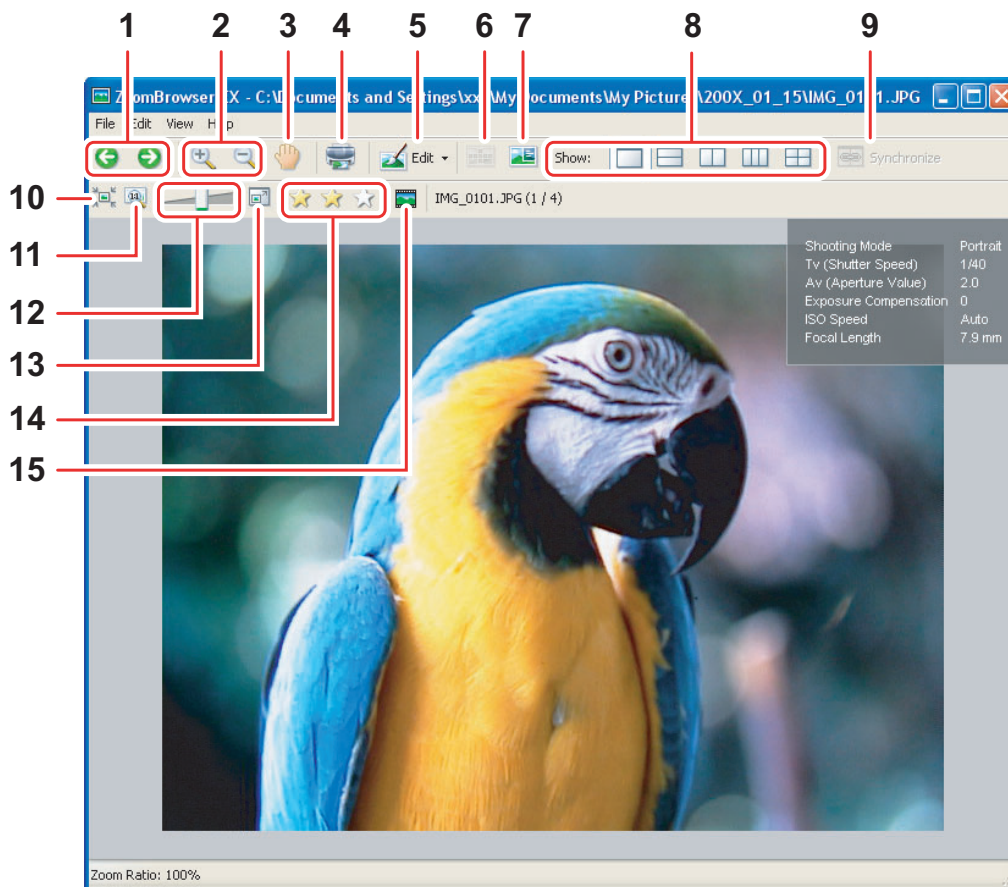 1 2 3 4 5 6 7 8 9
ZoomBrowser EX - C:\Documents and Settings\xxx\My Documents\My Pictures\200X_01_15\IMG_0101.JPG
File Edit View Help
Edit Show: Synchronize
10
IMG_0101.JPG (1 / 4)
11
12
13
14
15
Shooting Mode Portrait
Tv (Shutter Speed) 1/40
Av (Aperture Value) 2.0
Exposure Compensation 0
ISO Speed Auto
Focal Length 7.9 mm
Zoom Ratio: 100%